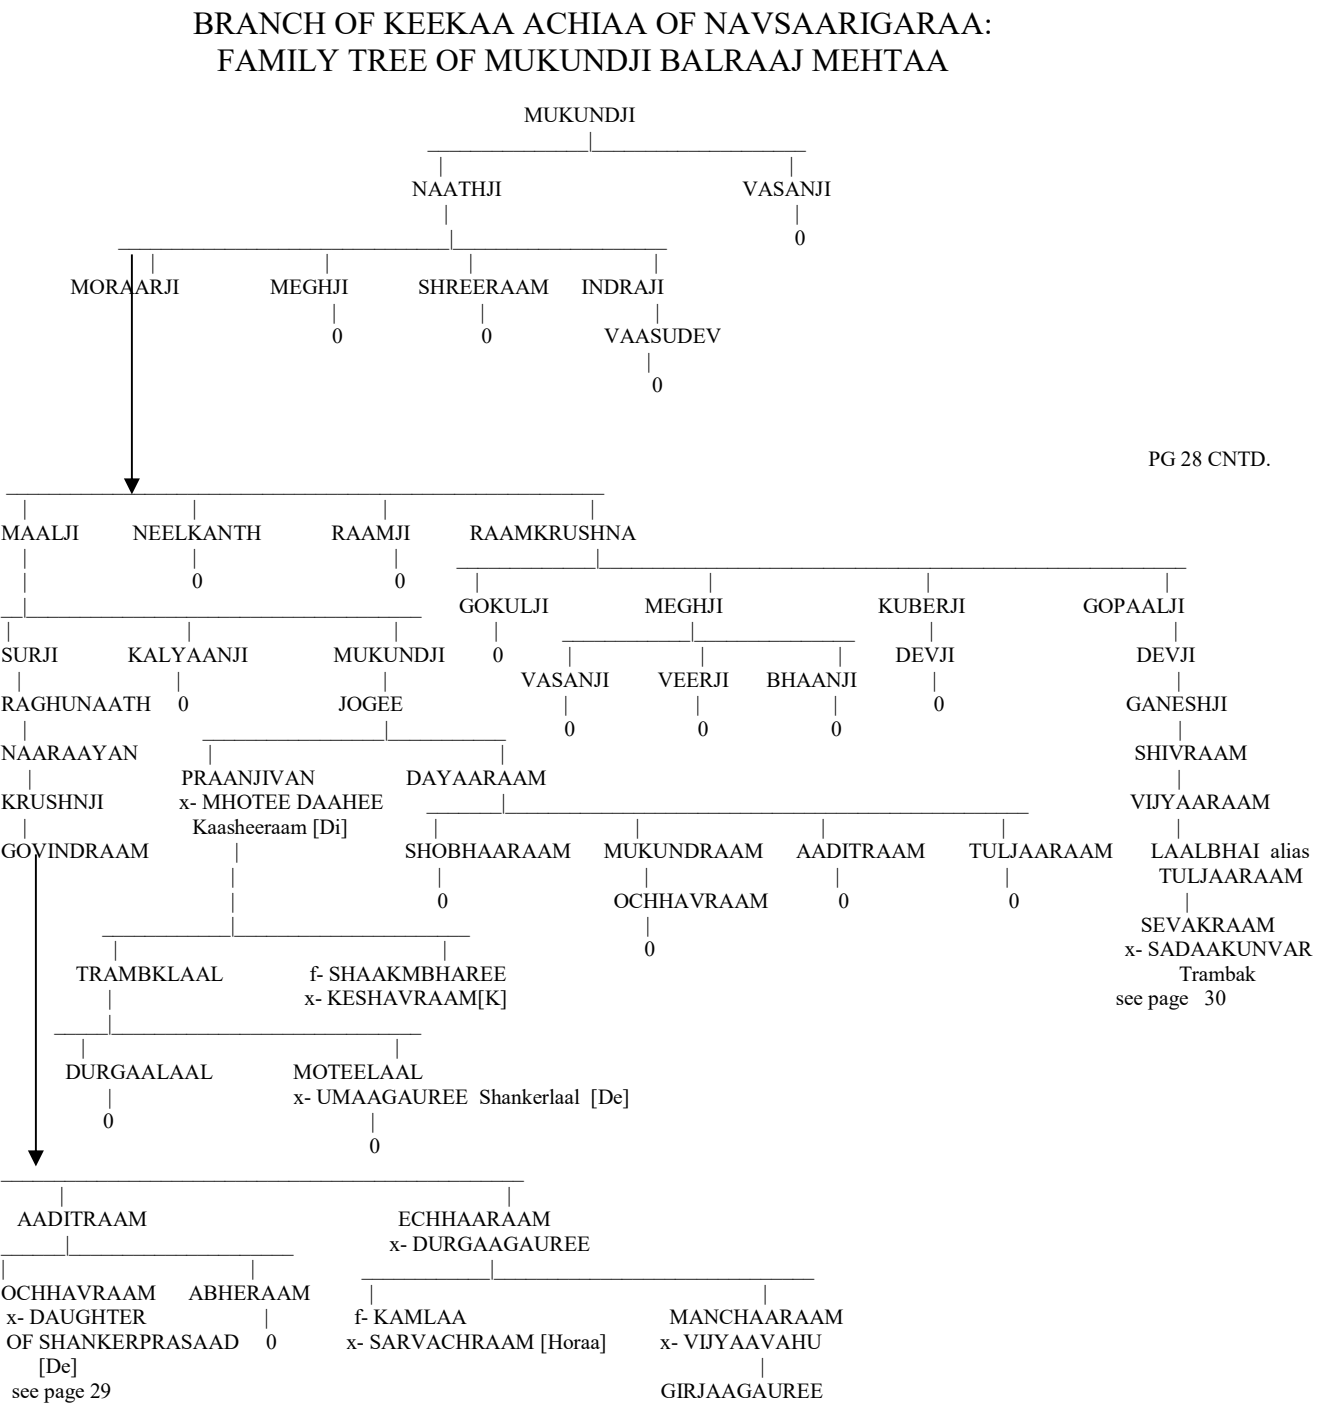 BRANCH OF KEEKAA ACHIAA OF NAVSAARIGARAA:
FAMILY TREE OF MUKUNDJI BALRAAJ MEHTAA
MUKUNDJI
NAATHJI VASANJI
0
MORAARJI MEGHJI SHREERAAM INDRAJI
0 0 VAASUDEV
0
PG 28 CNTD.
MAALJI NEELKANTH RAAMJI RAAMKRUSHNA
0 0
GOKULJI MEGHJI KUBERJI GOPAALJI
SURJI KALYAANJI MUKUNDJI 0 DEVJI DEVJI
VASANJI VEERJI BHAANJI
RAGHUNAATH 0 JOGEE 0 GANESHJI
0 0 0
NAARAAYAN SHIVRAAM
PRAANJIVAN DAYAARAAM
KRUSHNJI x- MHOTEE DAAHEE VIJYAARAAM
Kaasheeraam [Di]
GOVINDRAAM SHOBHAARAAM MUKUNDRAAM AADITRAAM TULJAARAAM LAALBHAI alias
TULJAARAAM
0 OCHHAVRAAM 0 0
SEVAKRAAM
0 x- SADAAKUNVAR
TRAMBKLAAL f- SHAAKMBHAREE Trambak
x- KESHAVRAAM[K] see page 30
DURGAALAAL MOTEELAAL
x- UMAAGAUREE Shankerlaal [De]
0
0
AADITRAAM ECHHAARAAM
x- DURGAAGAUREE
OCHHAVRAAM ABHERAAM
x- DAUGHTER f- KAMLAA MANCHAARAAM
OF SHANKERPRASAAD 0 x- SARVACHRAAM [Horaa] x- VIJYAAVAHU
[De]
see page 29 GIRJAAGAUREE